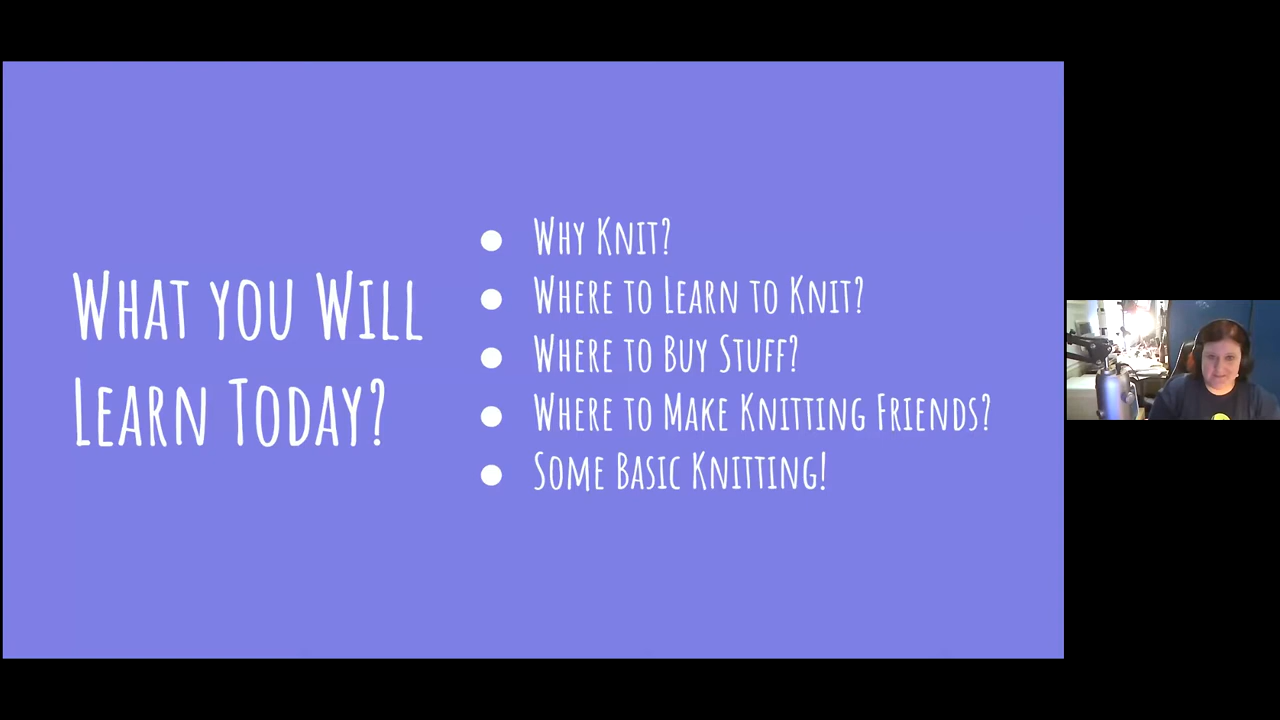 What you Will
Learn Today?
● Why Knit?
● Where to Learn to Knit?
● Where to Buy Stuff?
● Where to Make Knitting Friends?
● Some Basic Knitting!